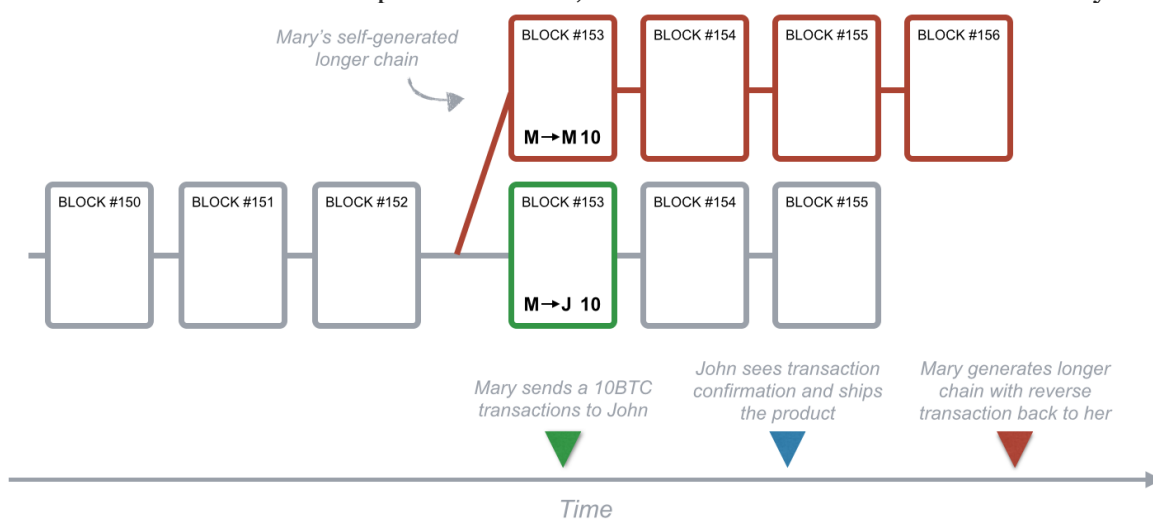 Mary's self-generated
longer chain
BLOCK #153
BLOCK #154
BLOCK #155
BLOCK #156
M→M 10
BLOCK #150
BLOCK #151
BLOCK #152
BLOCK #153
BLOCK #154
BLOCK #155
M→J 10
Mary sends a 10BTC
transactions to John
John sees transaction
confirmation and ships
the product
Mary generates longer
chain with reverse
transaction back to her
Time